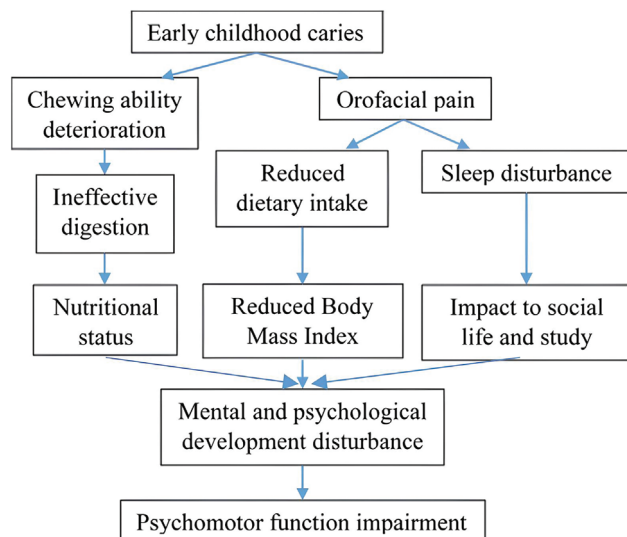 Early childhood caries
Chewing ability
deterioration
Orofacial pain
Ineffective
digestion
Reduced
dietary intake
Sleep disturbance
Nutritional
status
Reduced Body
Mass Index
Impact to social
life and study
Mental and psychological
development disturbance
Psychomotor function impairment